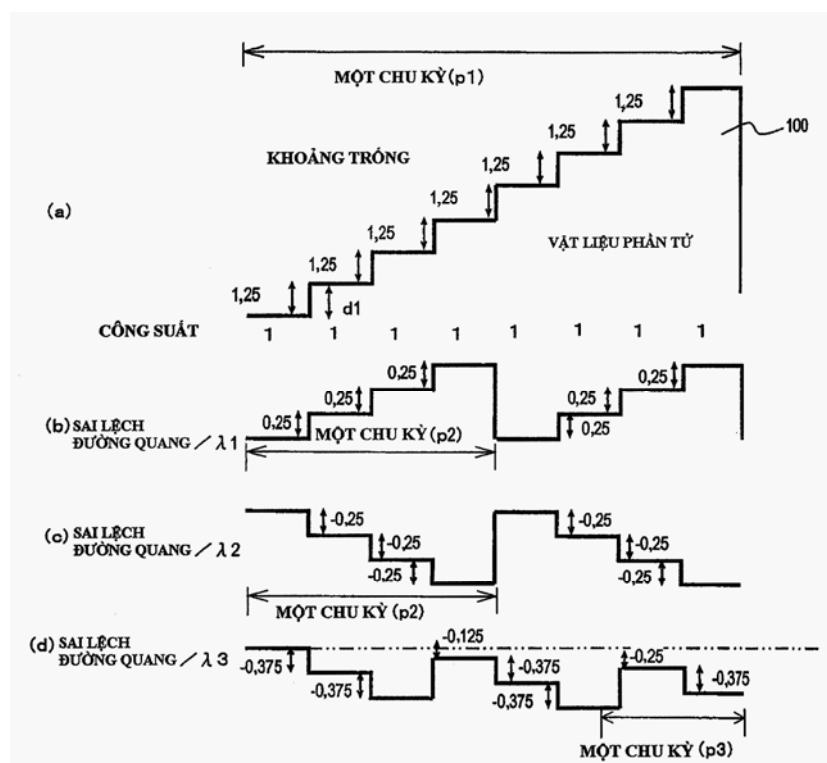 MỘT CHU KỲ(p1)
1,25
100
1,25
KHOẢNG TRỐNG
1,25
1,25
(a)
1,25
VẬT LIỆU PHẦN TỬ
1,25
1,25
1,25
d1
CÔNG SUẤT 1 1 1 1 1 1 1 1
0,25 0,25
0,25 0,25
(b) SAI LỆCH 0,25 MỘT CHU KỲ(p2) 0,25
ĐƯỜNG QUANG／λ1
-0,25 -0,25
(c) SAI LỆCH -0,25 -0,25
ĐƯỜNG QUANG／λ2 -0,25 -0,25
MỘT CHU KỲ(p2)
(d) SAI LỆCH -0,125 -0,25
ĐƯỜNG QUANG／λ3 -0,375 -0,375 -0,375
-0,375 -0,375
MỘT CHU KỲ(p3)